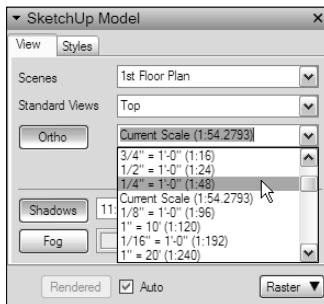 SketchUp Model
View Styles
Scenes 1st Floor Plan
Standard Views Top
Ortho Current Scale (1:54.2793)
3/4" = 1'-0" (1:16)
1/2" = 1'-0" (1:24)
1/4" = 1'-0" (1:48)
Current Scale (1:54.2793)
Shadows 11: 1/8" = 1'-0" (1:96)
1" = 10' (1:120)
Fog 1/16" = 1'-0" (1:192)
1" = 20' (1:240)
Rendered Auto Raster